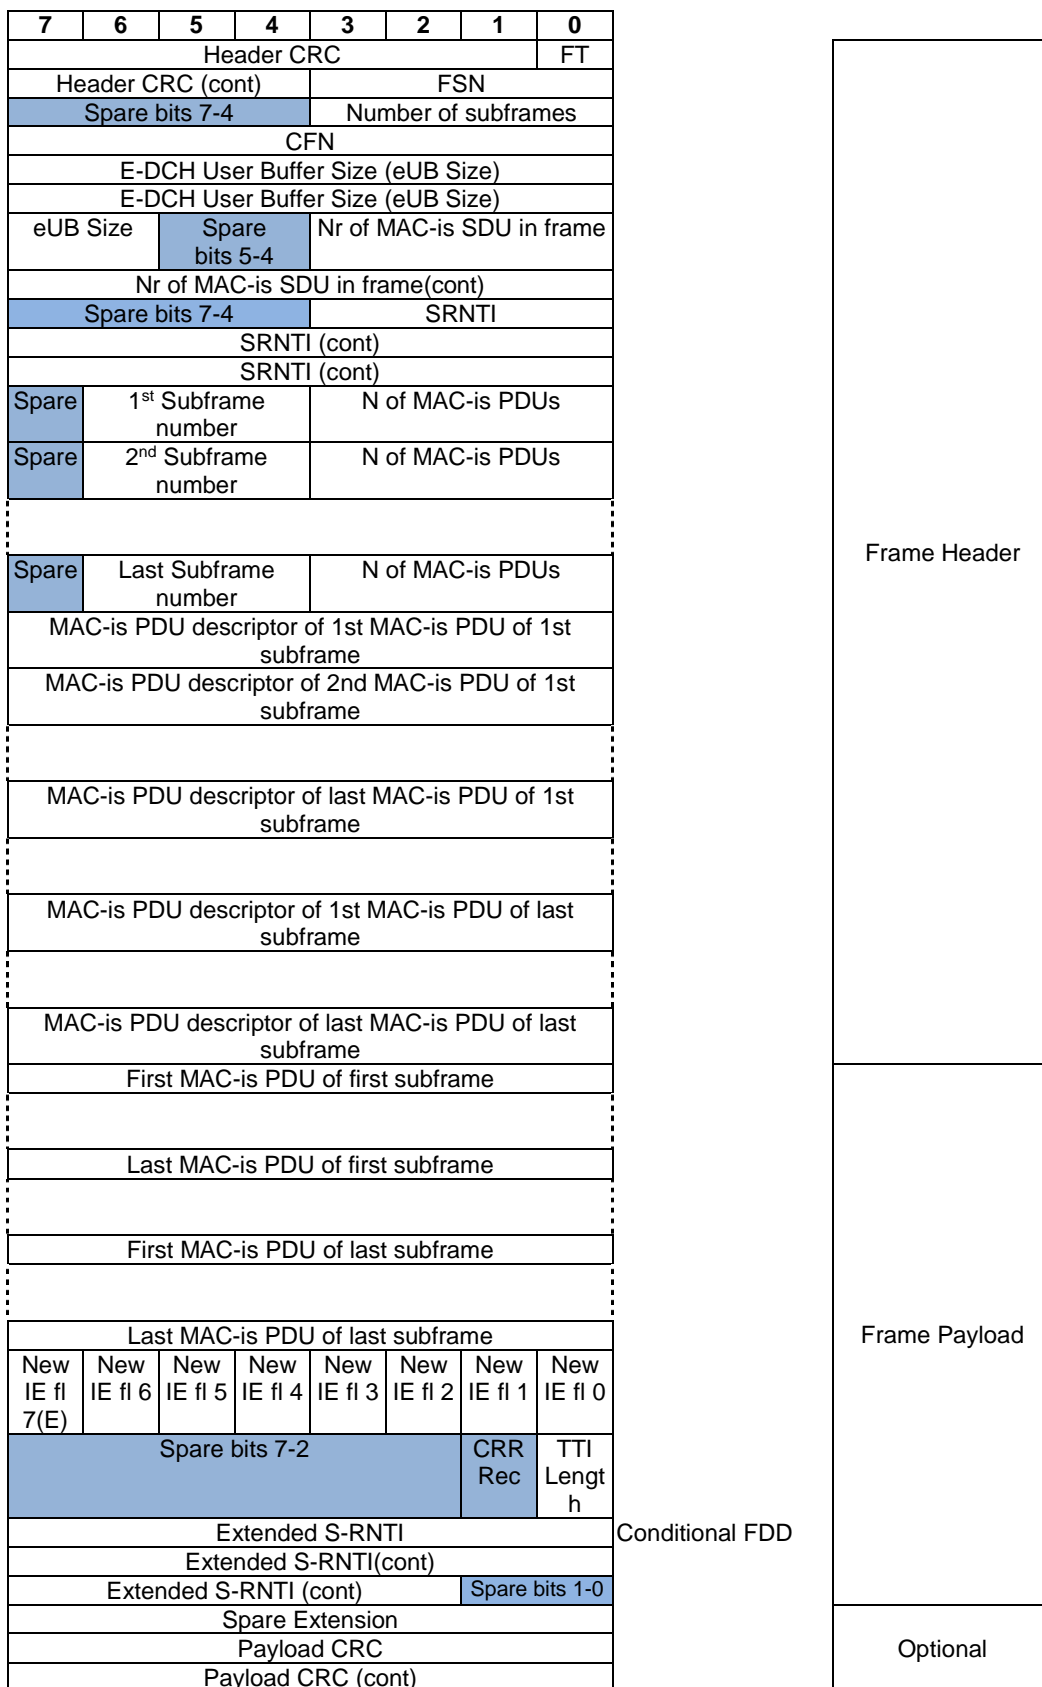 7 6 5 4 3 2 1 0
Header CRC FT
Header CRC (cont) FSN
Spare bits 7-4 Number of subframes
CFN
E-DCH User Buffer Size (eUB Size)
E-DCH User Buffer Size (eUB Size)
eUB Size Spare Nr of MAC-is SDU in frame
bits 5-4
Nr of MAC-is SDU in frame(cont)
Spare bits 7-4 SRNTI
SRNTI (cont)
SRNTI (cont)
Spare 1st Subframe N of MAC-is PDUs
number
Spare 2nd Subframe N of MAC-is PDUs
number
Frame Header
Spare Last Subframe N of MAC-is PDUs
number
MAC-is PDU descriptor of 1st MAC-is PDU of 1st
subframe
MAC-is PDU descriptor of 2nd MAC-is PDU of 1st
subframe
MAC-is PDU descriptor of last MAC-is PDU of 1st
subframe
MAC-is PDU descriptor of 1st MAC-is PDU of last
subframe
MAC-is PDU descriptor of last MAC-is PDU of last
subframe
First MAC-is PDU of first subframe
Last MAC-is PDU of first subframe
First MAC-is PDU of last subframe
Last MAC-is PDU of last subframe Frame Payload
New New New New New New New New
IE fl IE fl 6 IE fl 5 IE fl 4 IE fl 3 IE fl 2 IE fl 1 IE fl 0
7(E)
Spare bits 7-2 CRR TTI
Rec Lengt
h
Extended S-RNTI Conditional FDD
Extended S-RNTI(cont)
Extended S-RNTI (cont) Spare bits 1-0
Spare Extension
Payload CRC Optional
Payload CRC (cont)